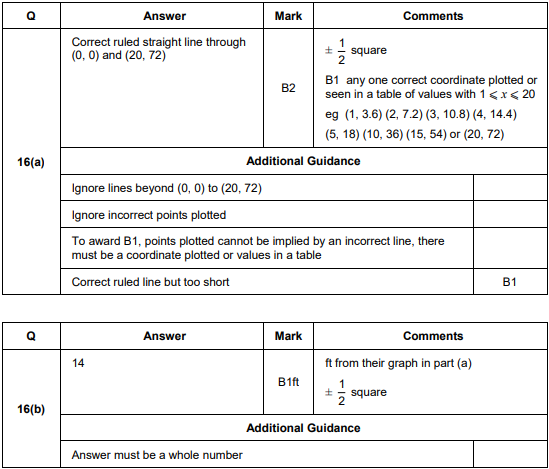 Q Answer Mark Comments
16(a)
Correct ruled straight line through
(0, 0) and (20, 72)
B2
± 1/2 square
B1 any one correct coordinate plotted or
seen in a table of values with 1 ⩽ x ⩽ 20
eg (1, 3.6) (2, 7.2) (3, 10.8) (4, 14.4)
(5, 18) (10, 36) (15, 54) or (20, 72)
Additional Guidance
Ignore lines beyond (0, 0) to (20, 72)
Ignore incorrect points plotted
To award B1, points plotted cannot be implied by an incorrect line, there
must be a coordinate plotted or values in a table
Correct ruled line but too short B1
Q Answer Mark Comments
16(b)
14
B1ft
ft from their graph in part (a)
± 1/2 square
Additional Guidance
Answer must be a whole number